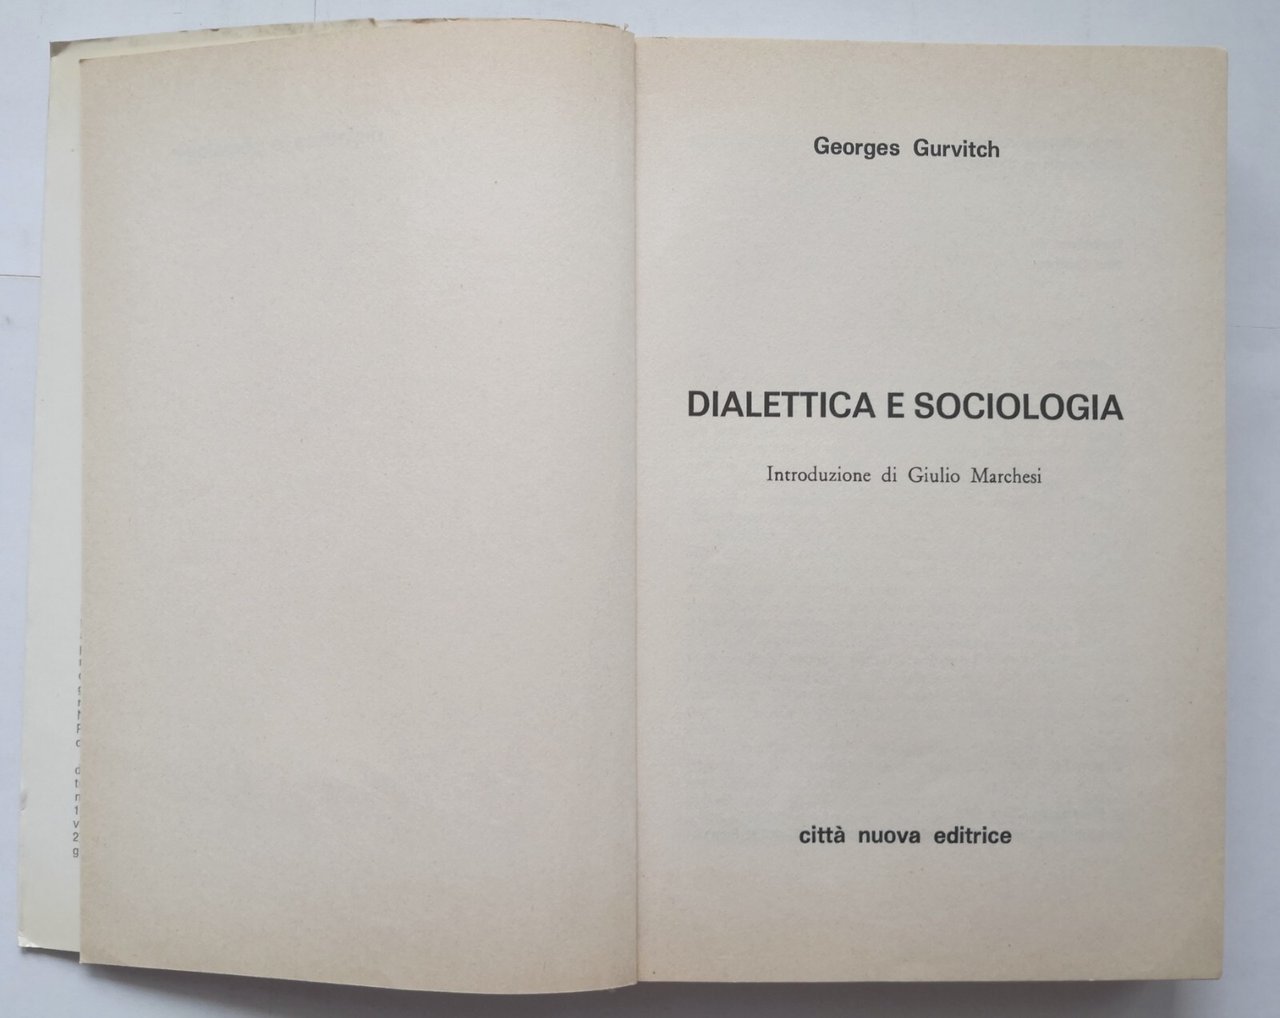 Georges Gurvitch
DIALETTICA E SOCIOLOGIA
Introduzione di Giulio Marchesi
città nuova editrice